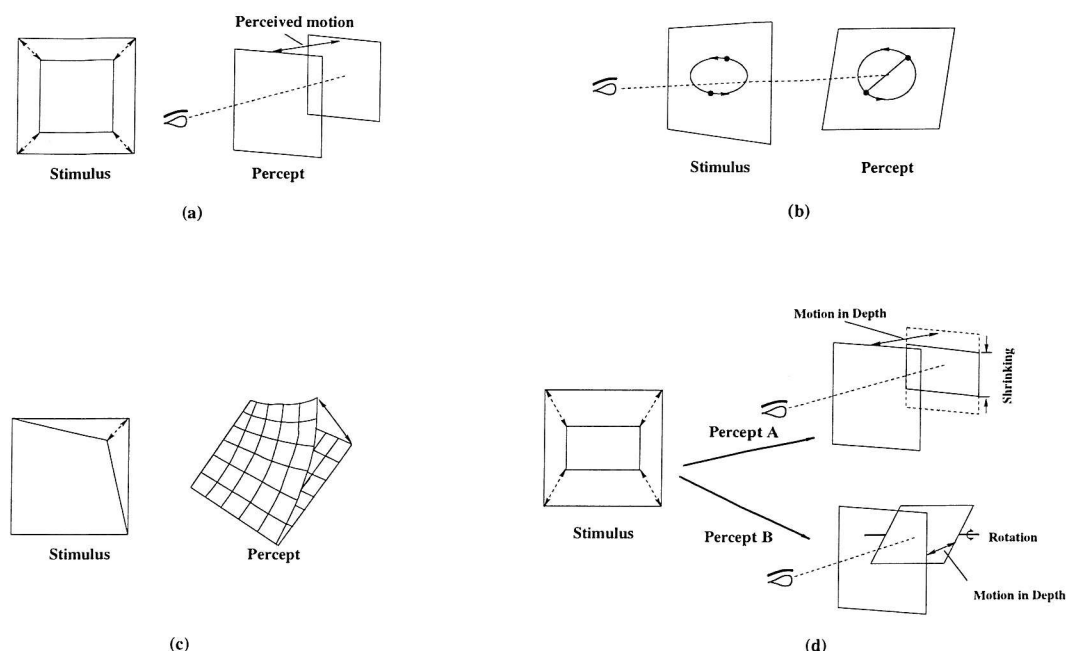 Perceived motion
Stimulus
Percept
(a)
Stimulus
Percept
(b)
Stimulus
Percept
(c)
Motion in Depth
Shrinking
Percept A
Stimulus
Percept B
Rotation
Motion in Depth
(d)